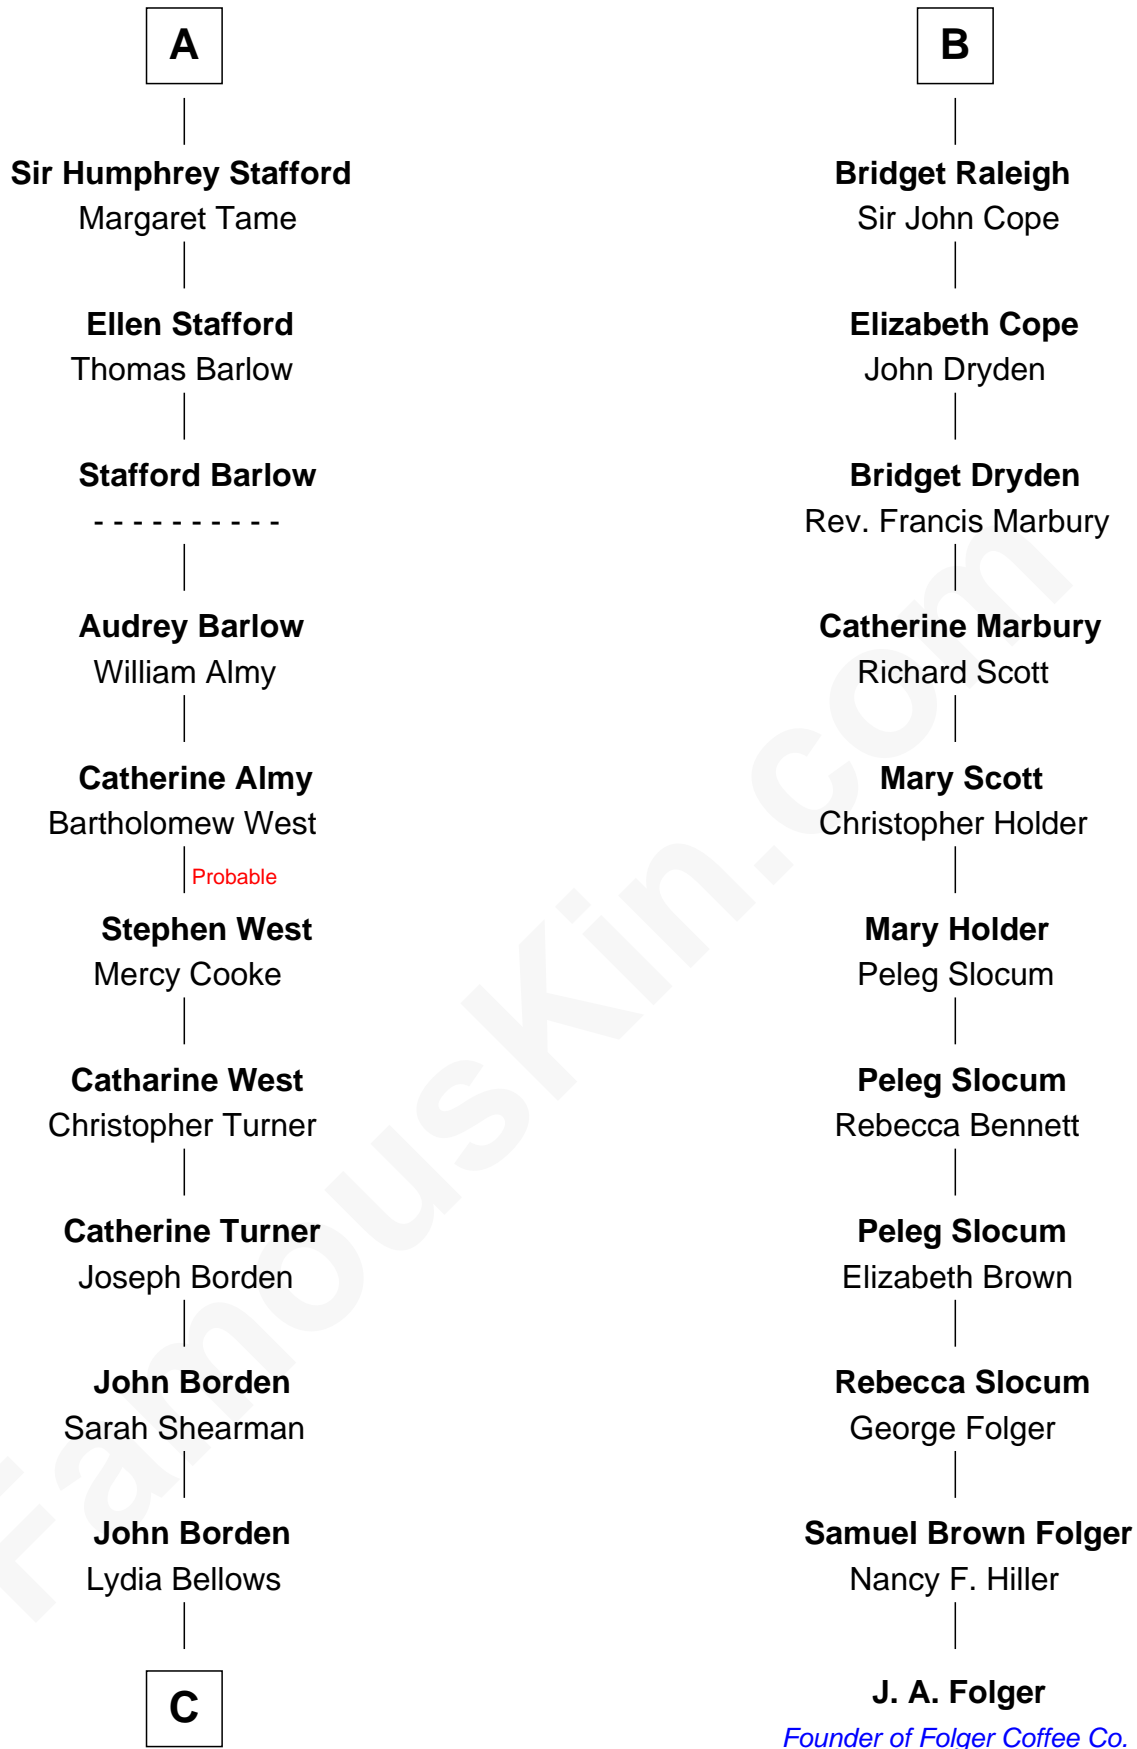 A
Sir Humphrey Stafford
Margaret Tame
Ellen Stafford
Thomas Barlow
Stafford Barlow
- - - - - - - - - -
Audrey Barlow
William Almy
Catherine Almy
Bartholomew West
Probable
Stephen West
Mercy Cooke
Catharine West
Christopher Turner
Catherine Turner
Joseph Borden
John Borden
Sarah Shearman
John Borden
Lydia Bellows
C
B
Bridget Raleigh
Sir John Cope
Elizabeth Cope
John Dryden
Bridget Dryden
Rev. Francis Marbury
Catherine Marbury
Richard Scott
Mary Scott
Christopher Holder
Mary Holder
Peleg Slocum
Peleg Slocum
Rebecca Bennett
Peleg Slocum
Elizabeth Brown
Rebecca Slocum
George Folger
Samuel Brown Folger
Nancy F. Hiller
J. A. Folger
Founder of Folger Coffee Co.
FamousKin.com